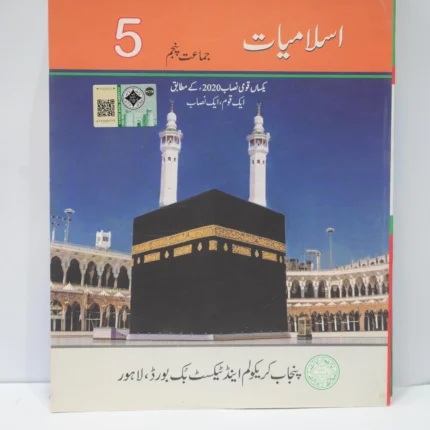 اسلامیات
جماعت پنجم 5
یکساں قومی نصاب 2020ء کے مطابق
ایک قوم، ایک نصاب
پنجاب کریکولم اینڈ ٹیکسٹ بک بورڈ، لاہور